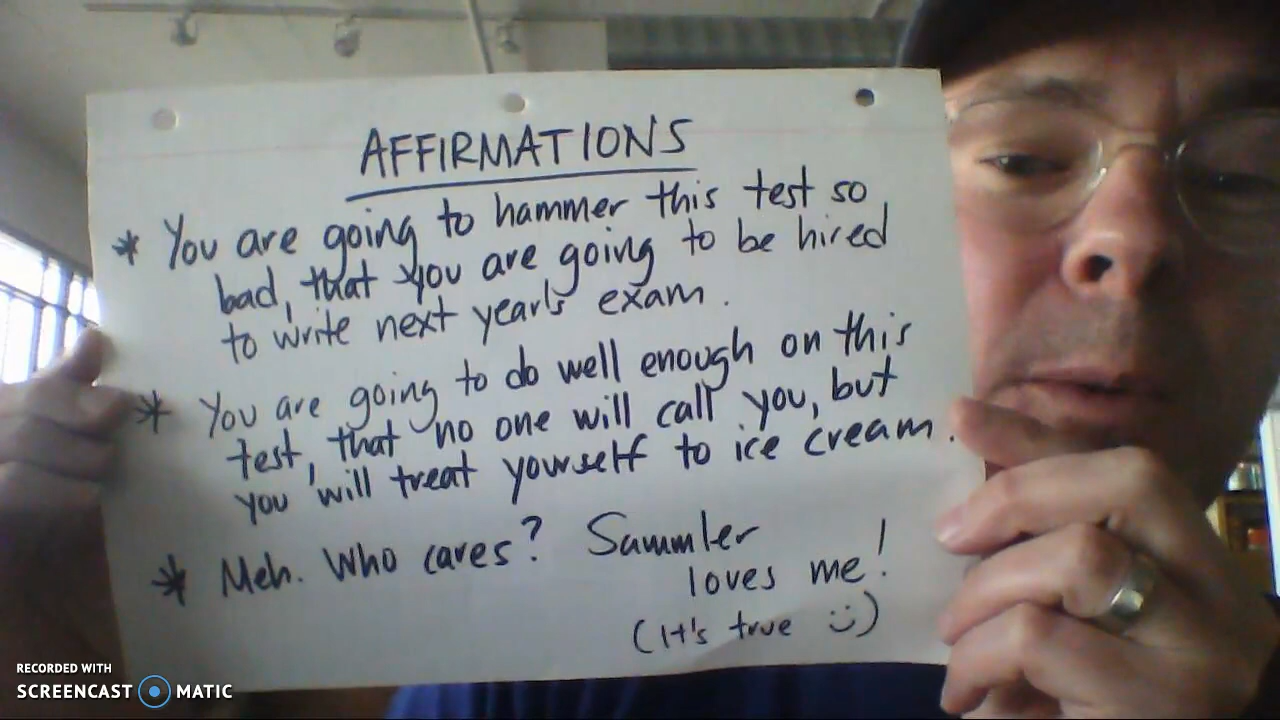 AFFIRMATIONS
* You are going to hammer this test so
bad, that you are going to be hired
to write next year's exam.
* You are going to do well enough on this
test, that no one will call you, but
you will treat yourself to ice cream.
* Meh. Who cares? Sammler
loves me!
(It's true :))
RECORDED WITH
SCREENCAST MATIC